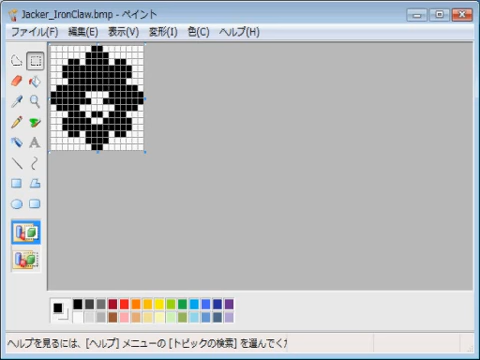 Jacker_IronClaw.bmp - ペイント
ファイル(F) 編集(E) 表示(V) 変形(I) 色(C) ヘルプ(H)
ヘルプを見るには、[ヘルプ] メニューの [トピックの検索] を選んでくだ